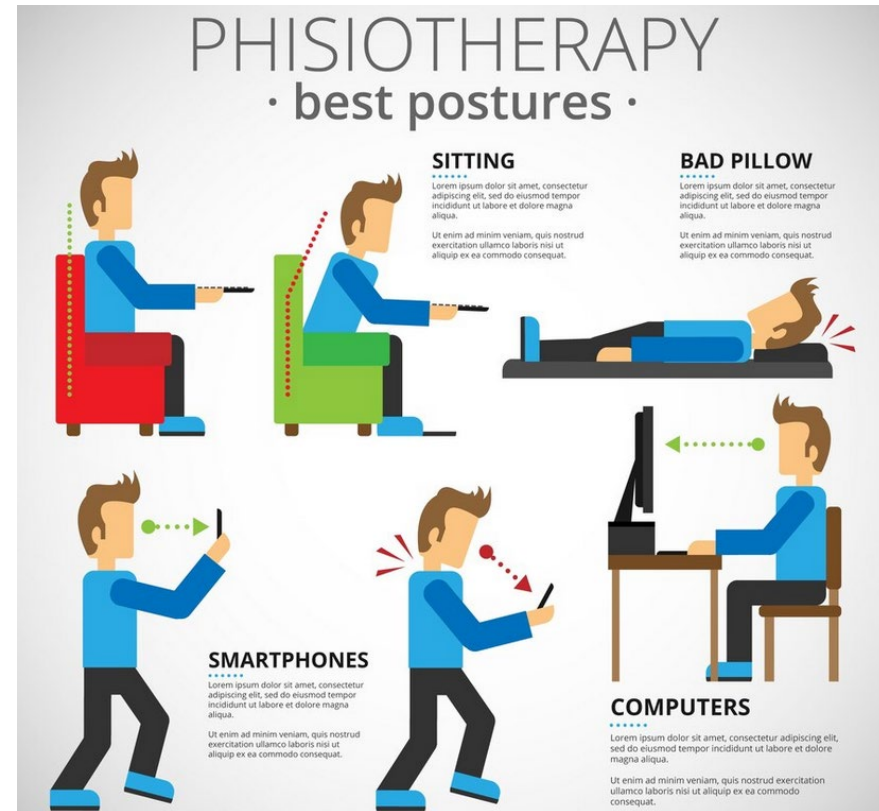 PHISIOTHERAPY
· best postures ·
SITTING
Lorem ipsum dolor sit amet, consectetur
adipiscing elit, sed do eiusmod tempor
incididunt ut labore et dolore magna
aliqua.
Ut enim ad minim veniam, quis nostrud
exercitation ullamco laboris nisi ut
aliquip ex ea commodo consequat.
BAD PILLOW
Lorem ipsum dolor sit amet, consectetur
adipiscing elit, sed do eiusmod tempor
incididunt ut labore et dolore magna
aliqua.
Ut enim ad minim veniam, quis nostrud
exercitation ullamco laboris nisi ut
aliquip ex ea commodo consequat.
SMARTPHONES
Lorem ipsum dolor sit amet, consectetur
adipiscing elit, sed do eiusmod tempor
incididunt ut labore et dolore magna
aliqua.
Ut enim ad minim veniam, quis nostrud
exercitation ullamco laboris nisi ut
aliquip ex ea commodo consequat.
COMPUTERS
Lorem ipsum dolor sit amet, consectetur adipiscing elit,
sed do eiusmod tempor incididunt ut labore et dolore
magna aliqua.
Ut enim ad minim veniam, quis nostrud exercitation
ullamco laboris nisi ut aliquip ex ea commodo
consequat.